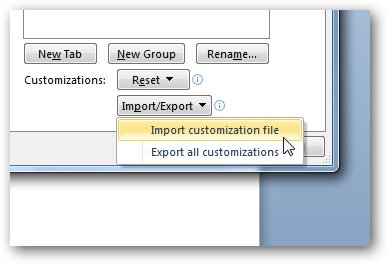 New Tab New Group Rename...
Customizations: Reset
Import/Export
Import customization file
Export all customizations